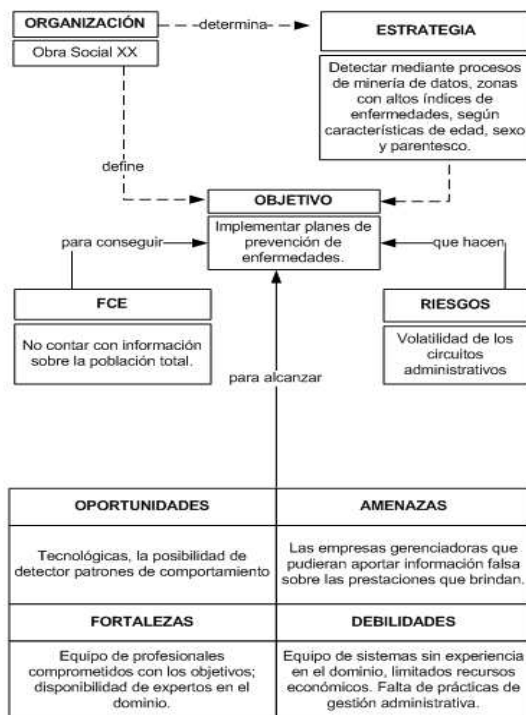 ORGANIZACIÓN
Obra Social XX
determina
ESTRATEGIA
Detectar mediante procesos
de minería de datos, zonas
con altos índices de
enfermedades, según
características de edad, sexo
y parentesco.
define
OBJETIVO
Implementar planes de
prevención de
enfermedades.
para conseguir
que hacen
FCE
No contar con información
sobre la población total.
RIESGOS
Volatilidad de los
circuitos
administrativos
para alcanzar
OPORTUNIDADES
Tecnológicas, la posibilidad de
detector patrones de comportamiento
AMENAZAS
Las empresas gerenciadoras que
pudieran aportar información falsa
sobre las prestaciones que brindan.
FORTALEZAS
Equipo de profesionales
comprometidos con los objetivos;
disponibilidad de expertos en el
dominio.
DEBILIDADES
Equipo de sistemas sin experiencia
en el dominio, limitados recursos
económicos. Falta de prácticas de
gestión administrativa.